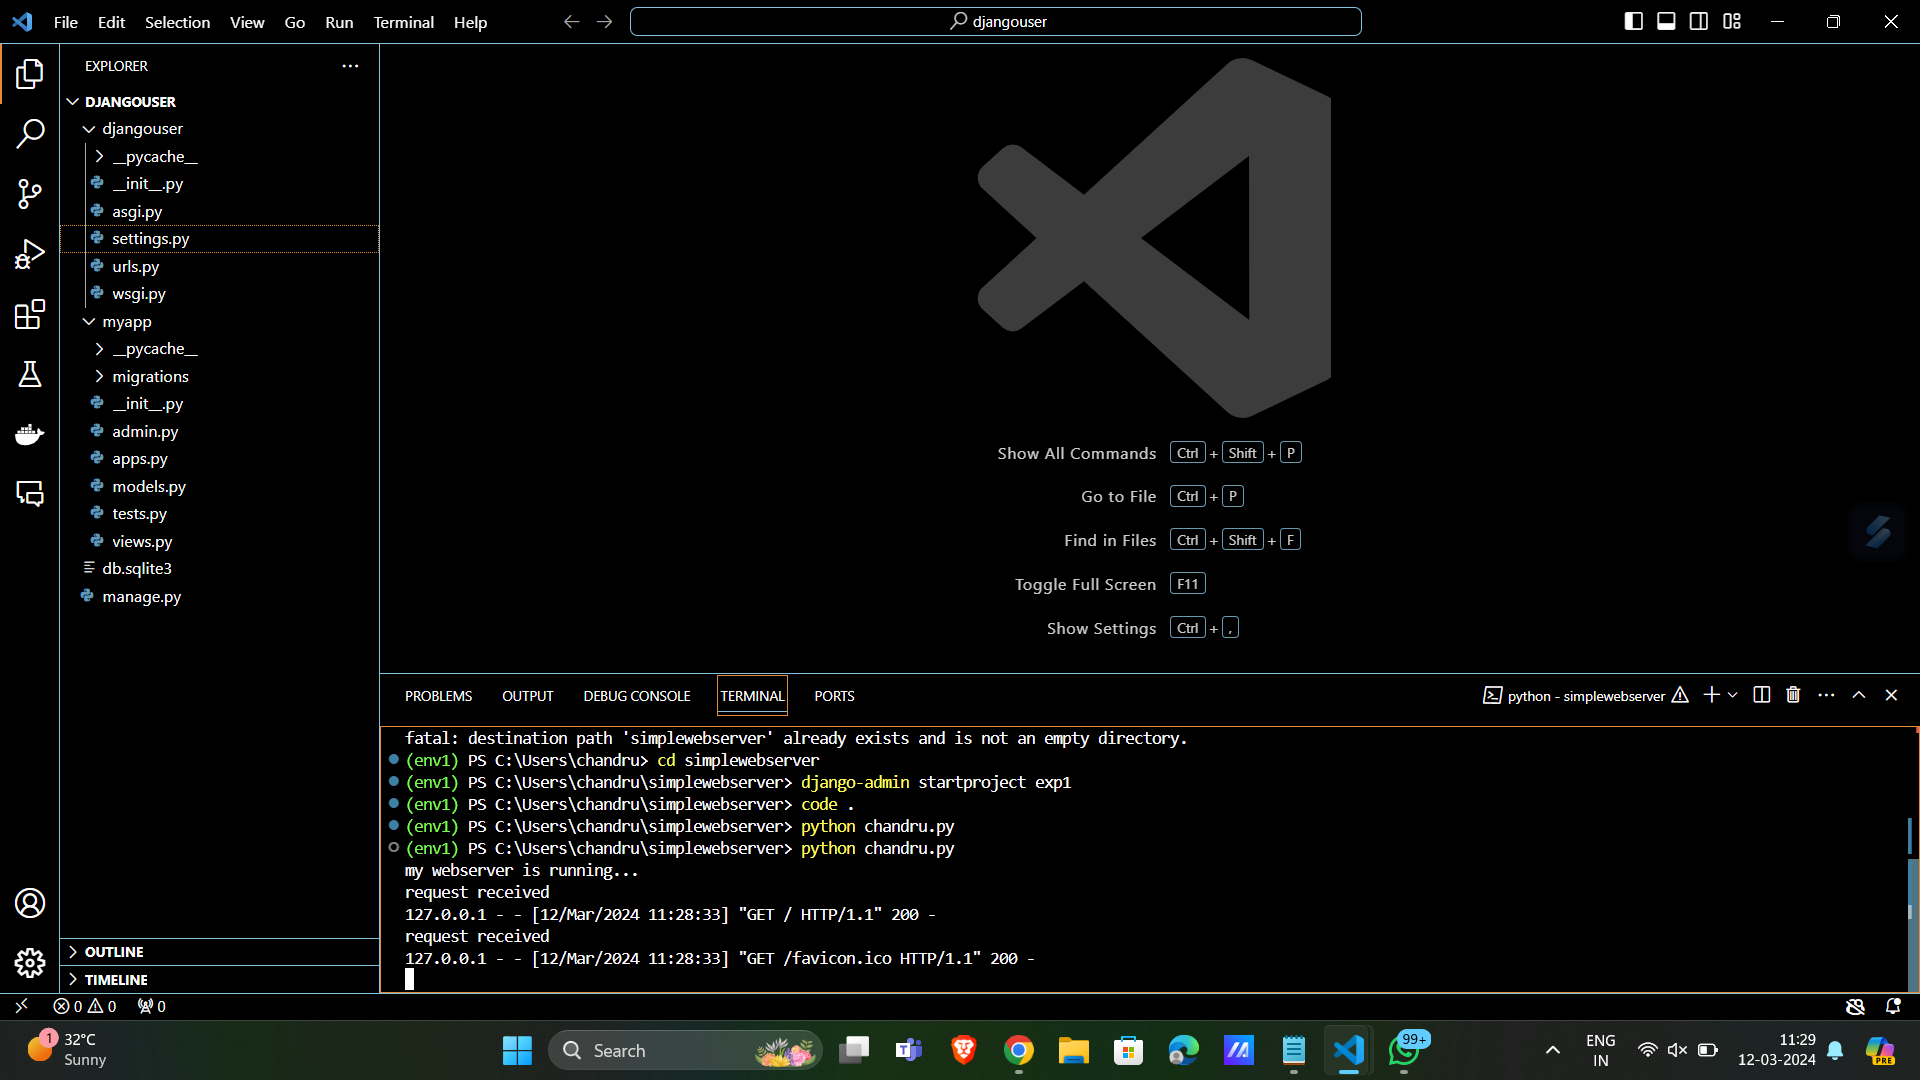 File Edit Selection View Go Run Terminal Help
djangouser
EXPLORER
DJANGOUSER
djangouser
__pycache__
__init__.py
asgi.py
settings.py
urls.py
wsgi.py
myapp
__pycache__
migrations
__init__.py
admin.py
apps.py
models.py
tests.py
views.py
db.sqlite3
manage.py
OUTLINE
TIMELINE
Show All Commands Ctrl + Shift + P
Go to File Ctrl + P
Find in Files Ctrl + Shift + F
Toggle Full Screen F11
Show Settings Ctrl + ,
PROBLEMS OUTPUT DEBUG CONSOLE TERMINAL PORTS
python - simplewebserver
fatal: destination path 'simplewebserver' already exists and is not an empty directory.
(env1) PS C:\Users\chandru> cd simplewebserver
(env1) PS C:\Users\chandru\simplewebserver> django-admin startproject exp1
(env1) PS C:\Users\chandru\simplewebserver> code .
(env1) PS C:\Users\chandru\simplewebserver> python chandru.py
(env1) PS C:\Users\chandru\simplewebserver> python chandru.py
my webserver is running...
request received
127.0.0.1 - - [12/Mar/2024 11:28:33] "GET / HTTP/1.1" 200 -
request received
127.0.0.1 - - [12/Mar/2024 11:28:33] "GET /favicon.ico HTTP/1.1" 200 -
0 0 0
1
32°C
Sunny
Search
99+
ENG
IN
11:29
12-03-2024
PRE